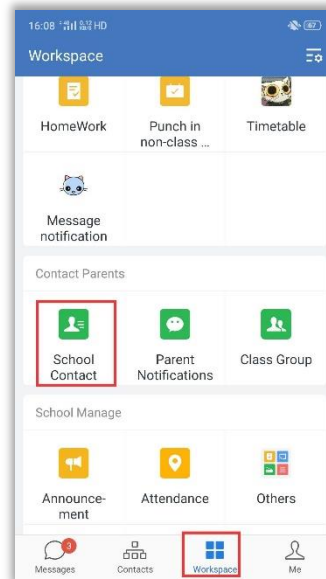 16:08 HD 67
Workspace
HomeWork
Punch in
non-class ...
Timetable
Message
notification
Contact Parents
School
Contact
Parent
Notifications
Class Group
School Manage
Announce-
ment
Attendance
Others
3
Messages
Contacts
Workspace
Me